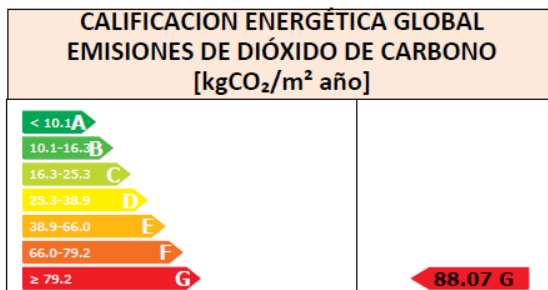 CALIFICACION ENERGÉTICA GLOBAL
EMISIONES DE DIÓXIDO DE CARBONO
[kgCO₂/m² año]
< 10.1 A
10.1-16.3 B
16.3-25.3 C
25.3-38.9 D
38.9-66.0 E
66.0-79.2 F
≥ 79.2 G
88.07 G